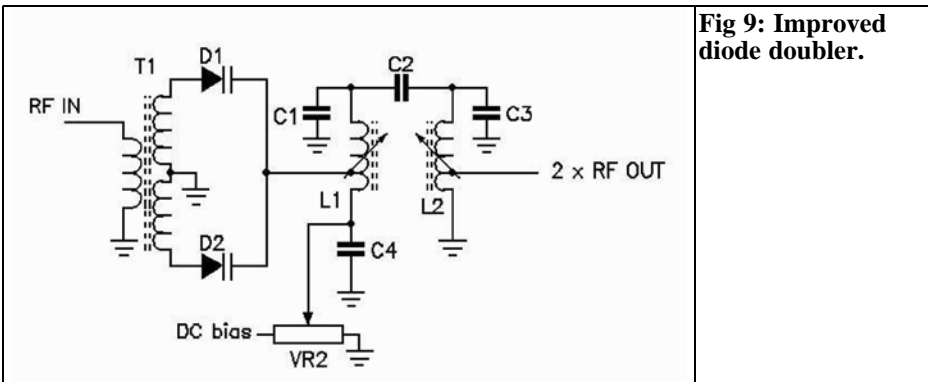 Fig 9: Improved
diode doubler.
T1
D1
C2
RF IN
C1
C3
2 x RF OUT
L1
L2
D2
C4
DC bias
VR2